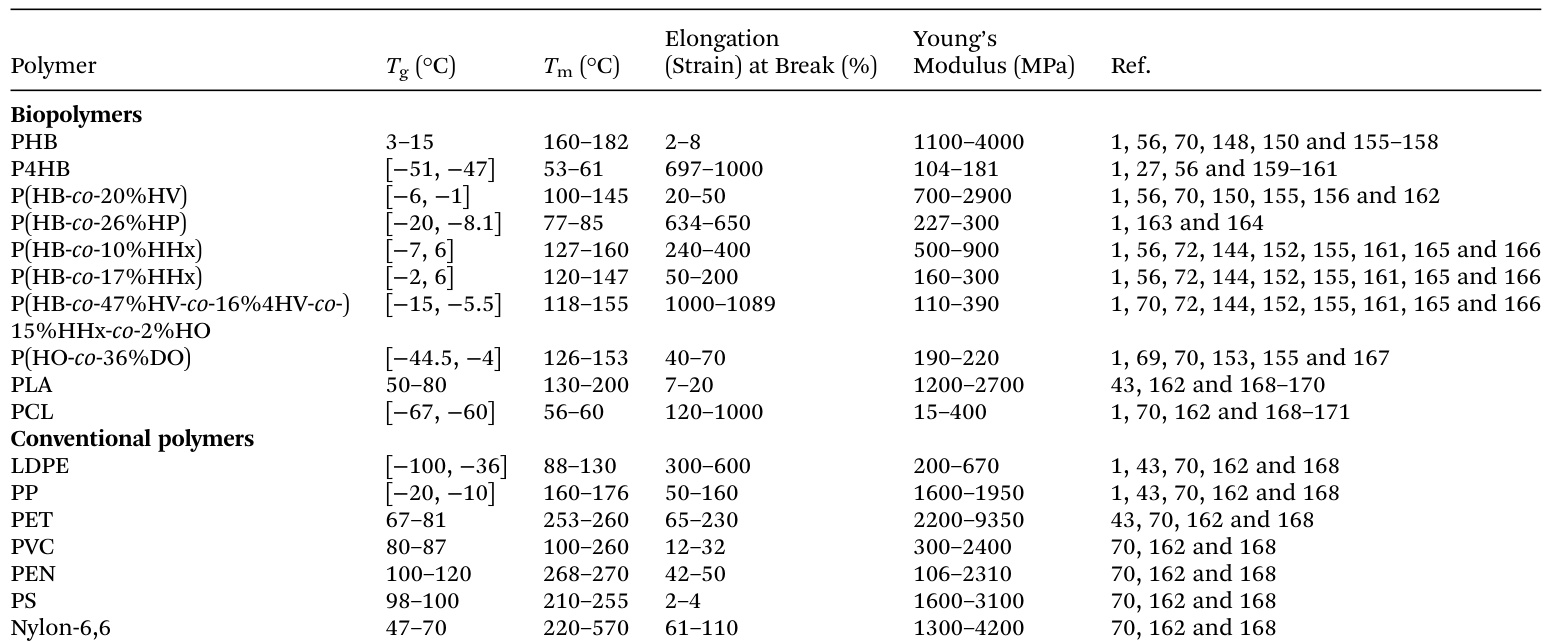 Polymer T_g (°C) T_m (°C) Elongation (Strain) at Break (%) Young's Modulus (MPa) Ref.
Biopolymers
PHB 3–15 160–182 2–8 1100–4000 1, 56, 70, 148, 150 and 155–158
P4HB [−51, −47] 53–61 697–1000 104–181 1, 27, 56 and 159–161
P(HB-co-20%HV) [−6, −1] 100–145 20–50 700–2900 1, 56, 70, 150, 155, 156 and 162
P(HB-co-26%HP) [−20, −8.1] 77–85 634–650 227–300 1, 163 and 164
P(HB-co-10%HHx) [−7, 6] 127–160 240–400 500–900 1, 56, 72, 144, 152, 155, 161, 165 and 166
P(HB-co-17%HHx) [−2, 6] 120–147 50–200 160–300 1, 56, 72, 144, 152, 155, 161, 165 and 166
P(HB-co-47%HV-co-16%4HV-co-) [−15, −5.5] 118–155 1000–1089 110–390 1, 70, 72, 144, 152, 155, 161, 165 and 166
15%HHx-co-2%HO
P(HO-co-36%DO) [−44.5, −4] 126–153 40–70 190–220 1, 69, 70, 153, 155 and 167
PLA 50–80 130–200 7–20 1200–2700 43, 162 and 168–170
PCL [−67, −60] 56–60 120–1000 15–400 1, 70, 162 and 168–171
Conventional polymers
LDPE [−100, −36] 88–130 300–600 200–670 1, 43, 70, 162 and 168
PP [−20, −10] 160–176 50–160 1600–1950 1, 43, 70, 162 and 168
PET 67–81 253–260 65–230 2200–9350 43, 70, 162 and 168
PVC 80–87 100–260 12–32 300–2400 70, 162 and 168
PEN 100–120 268–270 42–50 106–2310 70, 162 and 168
PS 98–100 210–255 2–4 1600–3100 70, 162 and 168
Nylon-6,6 47–70 220–570 61–110 1300–4200 70, 162 and 168